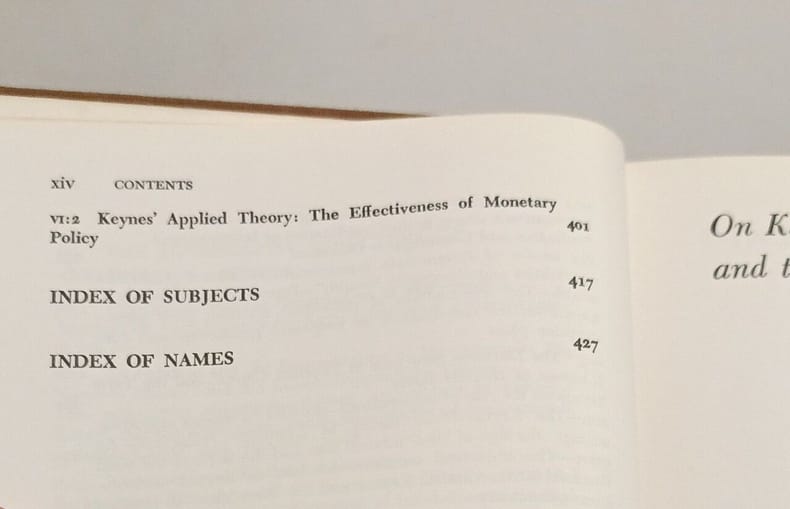 xiv CONTENTS
VI:2 Keynes' Applied Theory: The Effectiveness of Monetary
Policy 401
INDEX OF SUBJECTS 417
INDEX OF NAMES 427
On
and